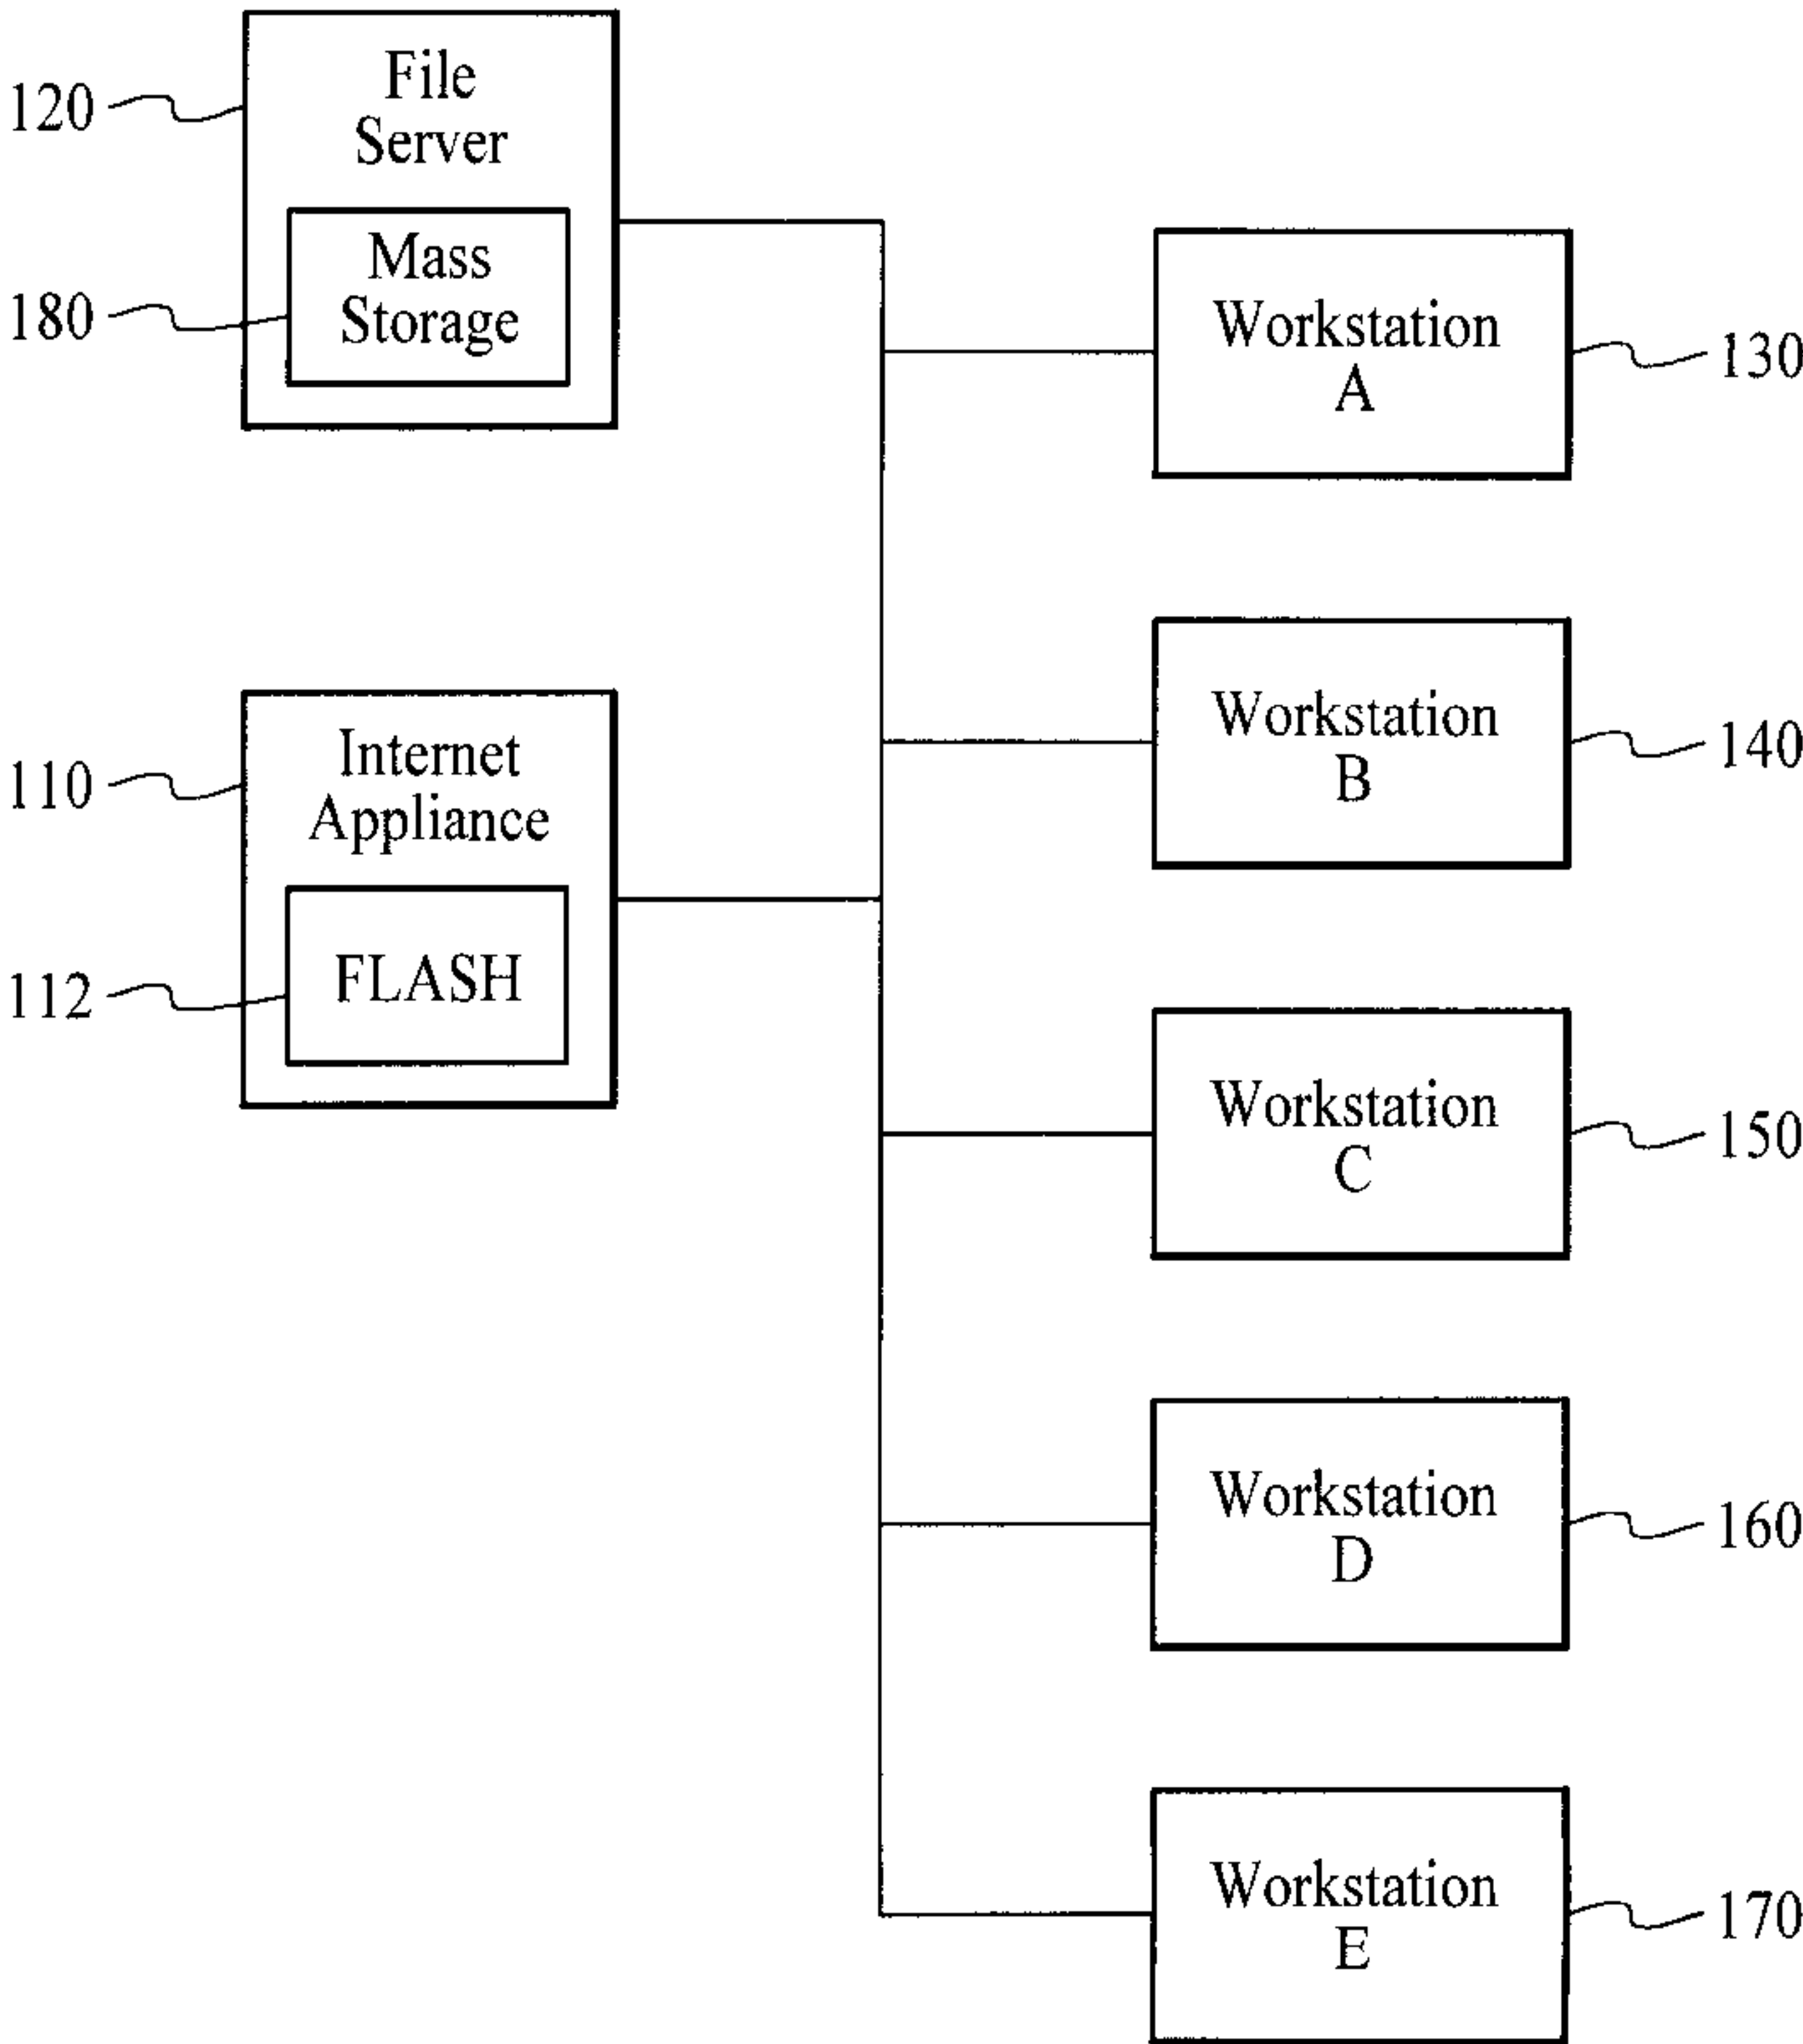 120
File
Server
180
Mass
Storage
Workstation
A
130
110
Internet
Appliance
112
FLASH
Workstation
B
140
Workstation
C
150
Workstation
D
160
Workstation
E
170